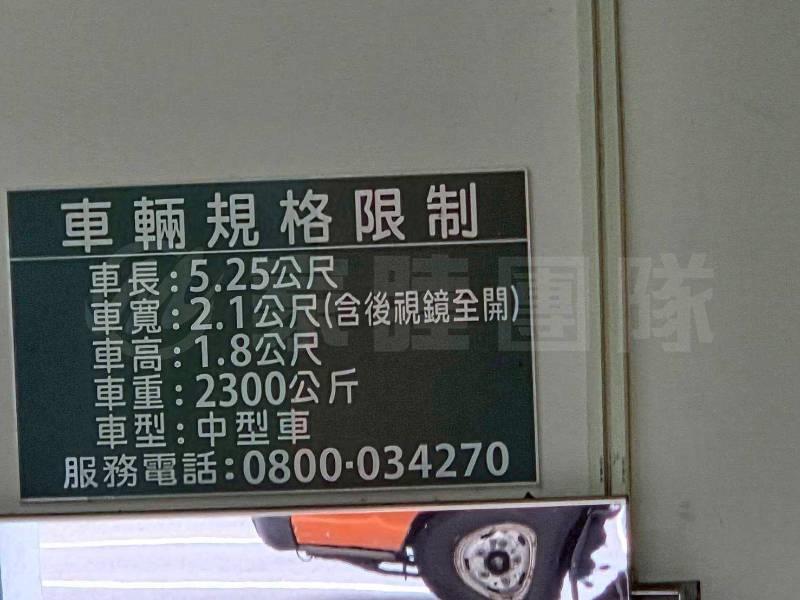 車輛規格限制
車長:5.25公尺
車寬:2.1公尺(含後視鏡全開)
車高:1.8公尺
車重:2300公斤
車型:中型車
服務電話:0800-034270
團隊